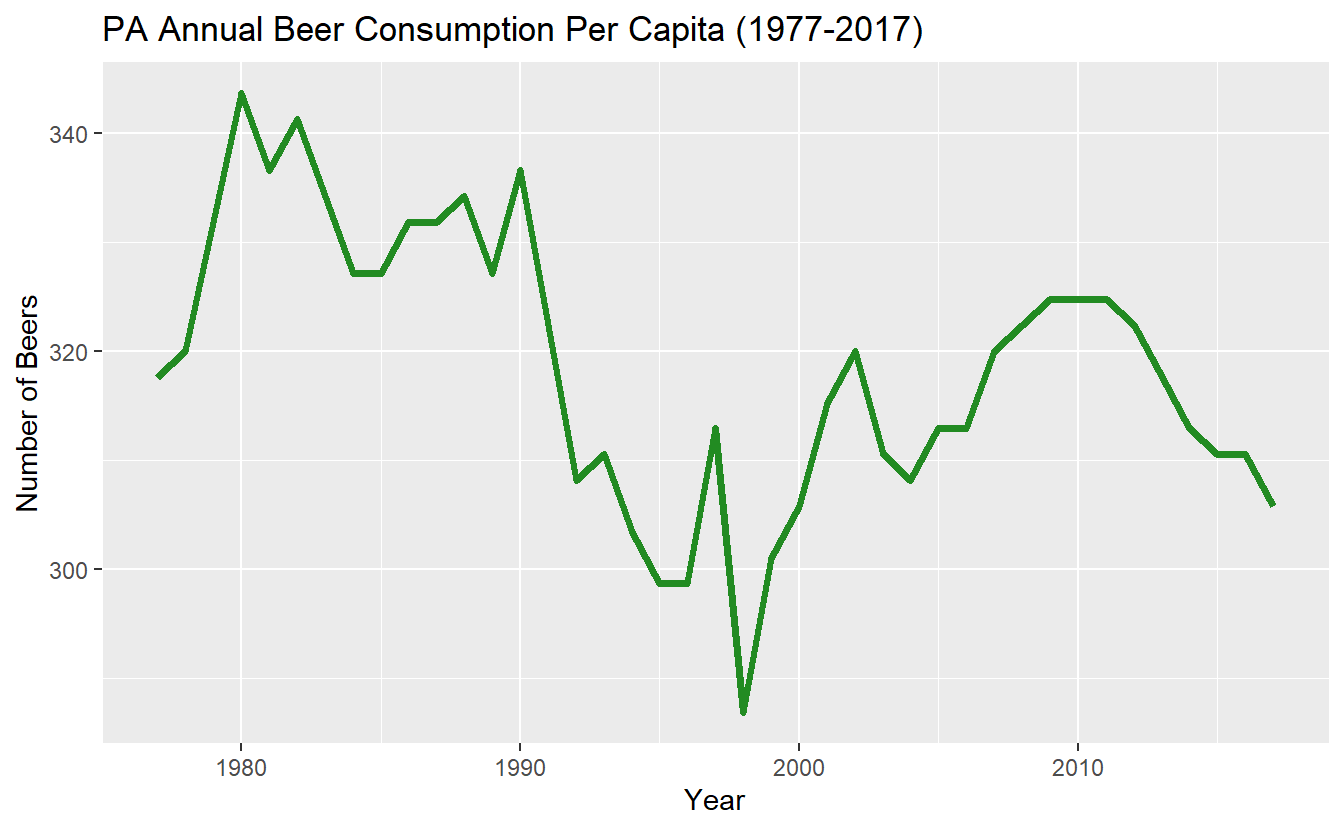 PA Annual Beer Consumption Per Capita (1977-2017)
340
320
300
Number of Beers
1980 1990 2000 2010
Year